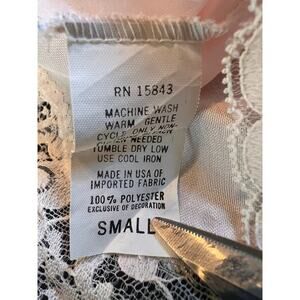 RN 15843
MACHINE WASH
WARM, GENTLE
CYCLE ONLY NON-
WHEN NEEDED
TUMBLE DRY LOW
USE COOL IRON
MADE IN USA OF
IMPORTED FABRIC
100% POLYESTER
EXCLUSIVE OF DECORATION
SMALL